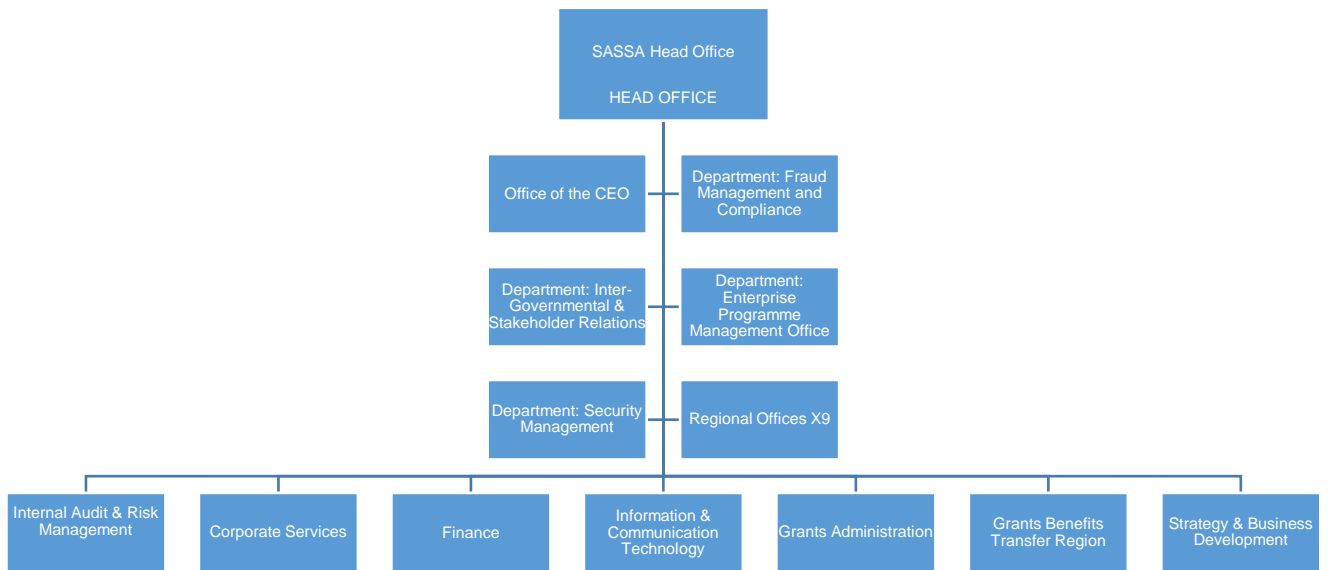 SASSA Head Office
HEAD OFFICE
Office of the CEO
Department: Fraud
Management and
Compliance
Department: Inter-
Governmental &
Stakeholder Relations
Department:
Enterprise
Programme
Management Office
Department: Security
Management
Regional Offices X9
Internal Audit & Risk
Management
Corporate Services
Finance
Information &
Communication
Technology
Grants Administration
Grants Benefits
Transfer Region
Strategy & Business
Development